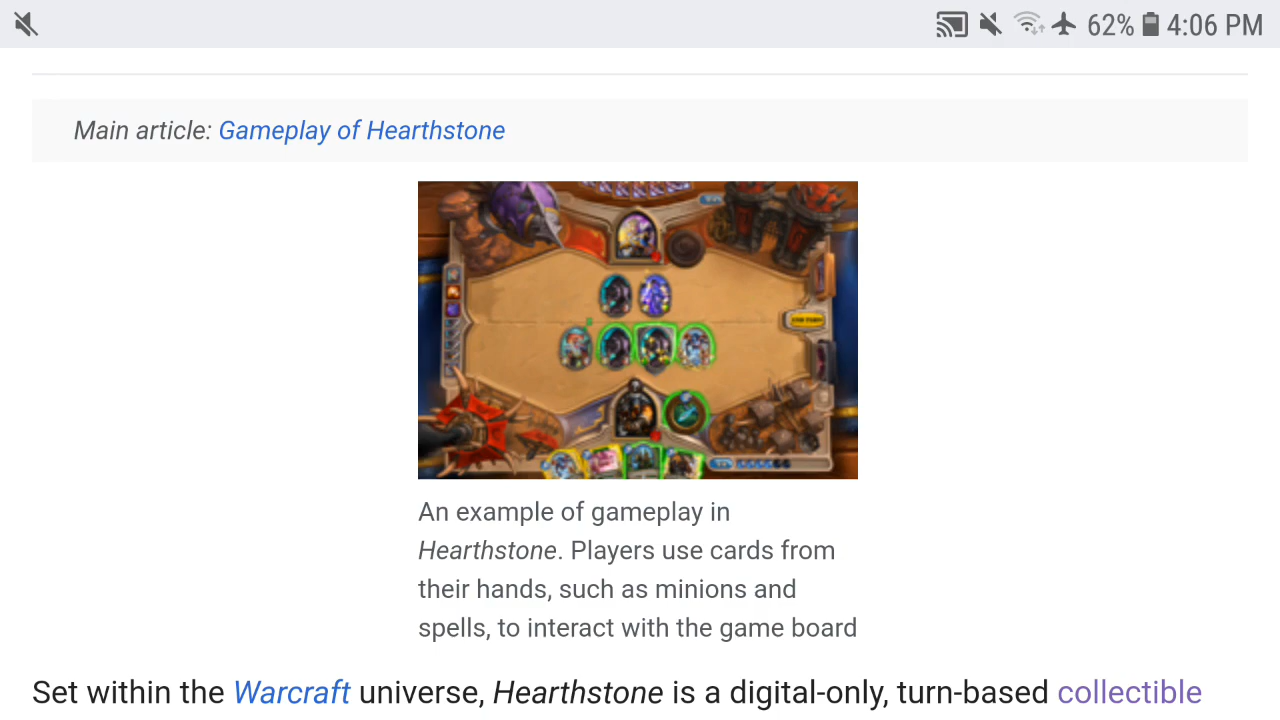 62% 4:06 PM
Main article: Gameplay of Hearthstone
An example of gameplay in
Hearthstone. Players use cards from
their hands, such as minions and
spells, to interact with the game board
Set within the Warcraft universe, Hearthstone is a digital-only, turn-based collectible